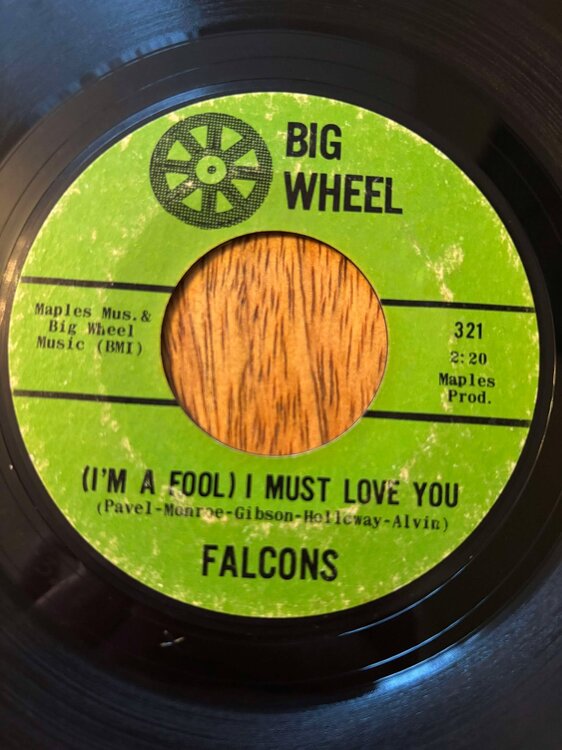 BIG
WHEEL
Maples Mus.&
Big Wheel
Music (BMI)
321
2:20
Maples
Prod.
(I'M A FOOL) I MUST LOVE YOU
(Pavel-Monroe-Gibson-Holloway-Alvin)
FALCONS